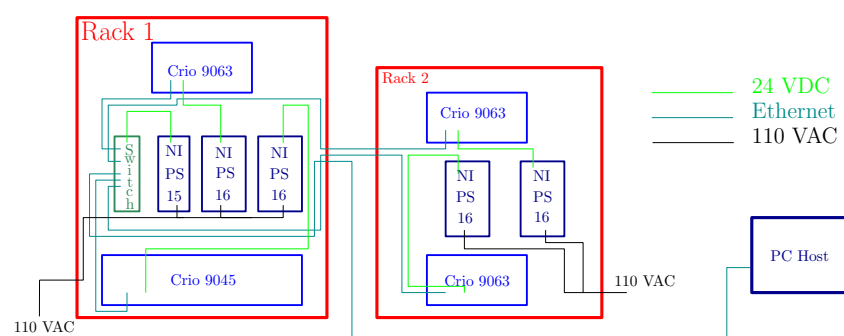 Rack 1
Crio 9063
Switch
NI
PS
15
NI
PS
16
NI
PS
16
Crio 9045
110 VAC
Rack 2
Crio 9063
NI
PS
16
NI
PS
16
Crio 9063
110 VAC
24 VDC
Ethernet
110 VAC
PC Host